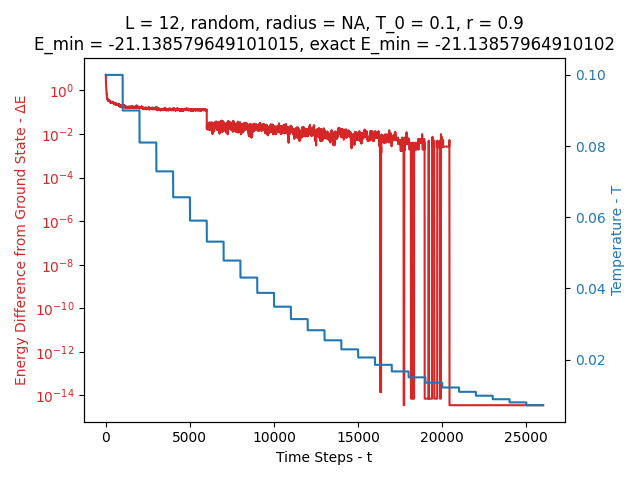 L = 12, random, radius = NA, T_0 = 0.1, r = 0.9
E_min = -21.138579649101015, exact E_min = -21.13857964910102
Energy Difference from Ground State - ΔE
10^0
10^-2
10^-4
10^-6
10^-8
10^-10
10^-12
10^-14
0.10
0.08
0.06
0.04
0.02
Temperature - T
0 5000 10000 15000 20000 25000
Time Steps - t